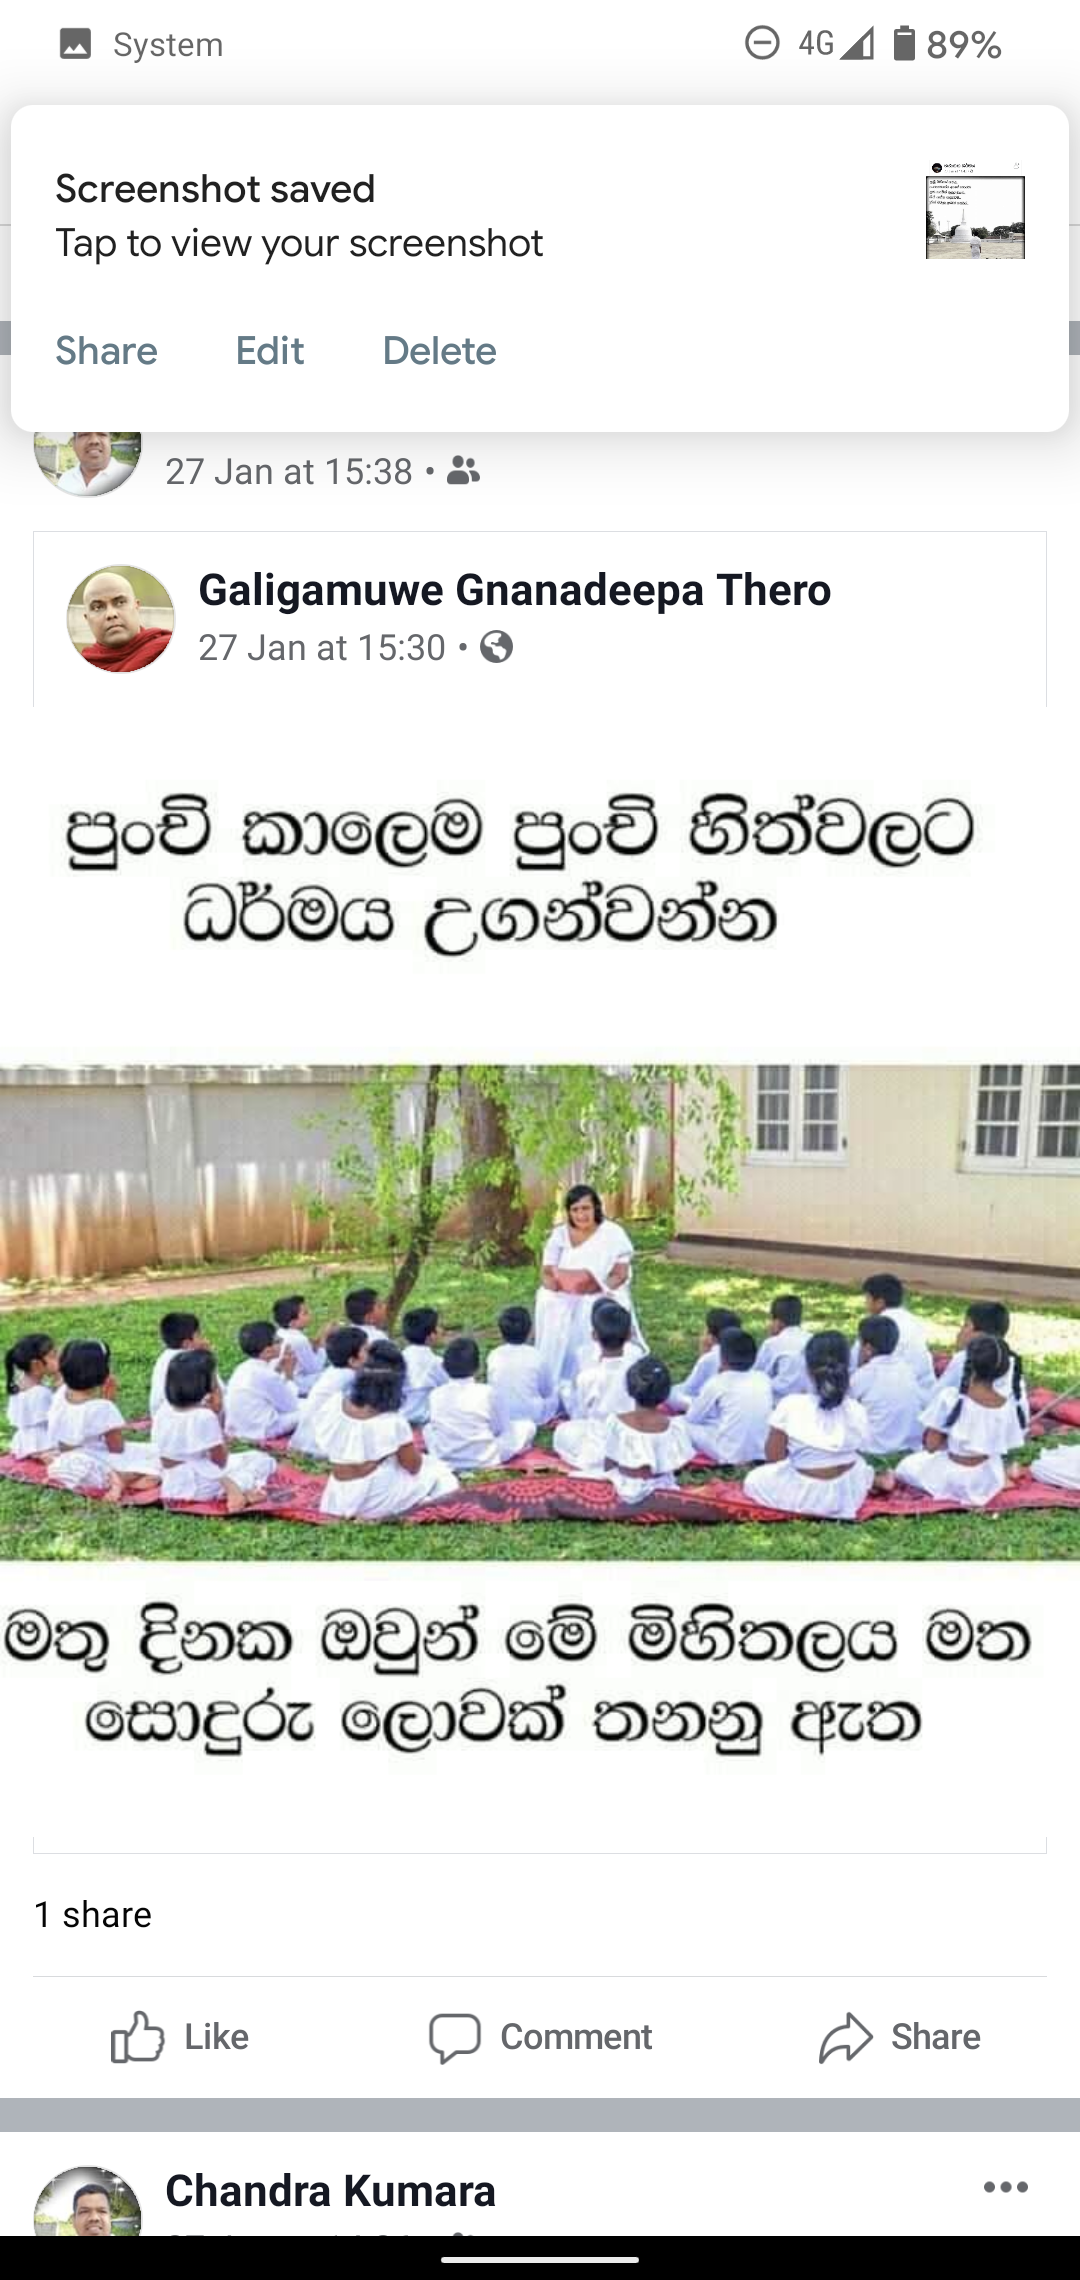 System
4G 89%
Screenshot saved
Tap to view your screenshot
Share Edit Delete
27 Jan at 15:38 •
Galigamuwe Gnanadeepa Thero
27 Jan at 15:30 •
පුංචි කාලෙම පුංචි හිත්වලට
ධර්මය උගන්වන්න
මතු දිනක ඔවුන් මේ මිහිතලය මත
සොඳුරු ලොවක් තනනු ඇත
1 share
Like Comment Share
Chandra Kumara